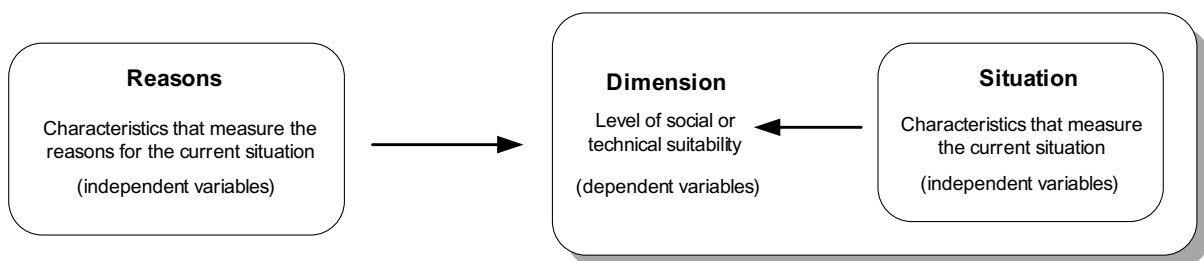 Reasons
Characteristics that measure the
reasons for the current situation
(independent variables)
Dimension
Level of social or
technical suitability
(dependent variables)
Situation
Characteristics that measure
the current situation
(independent variables)